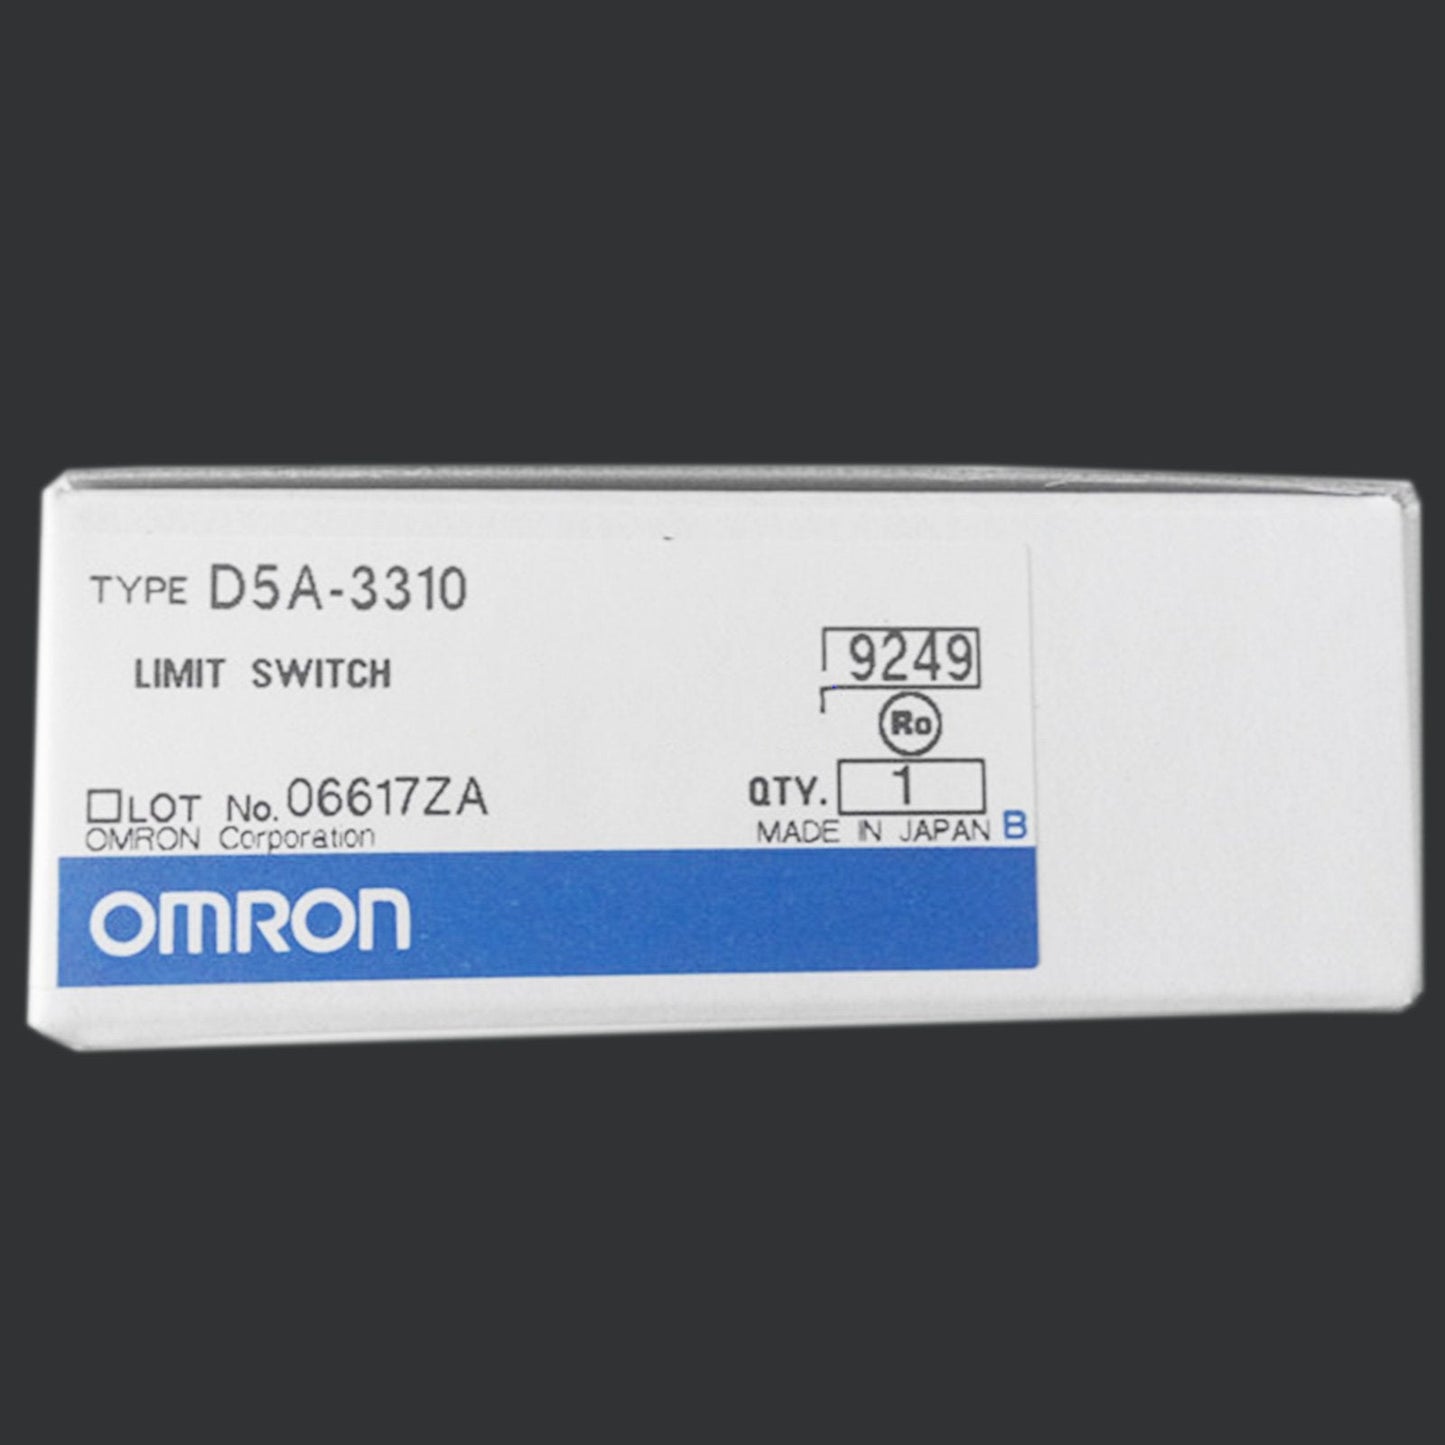 TYPE D5A-3310
LIMIT SWITCH
9249
Ro
LOT No. 06617ZA
QTY. 1
OMRON Corporation
MADE IN JAPAN B
OMRON